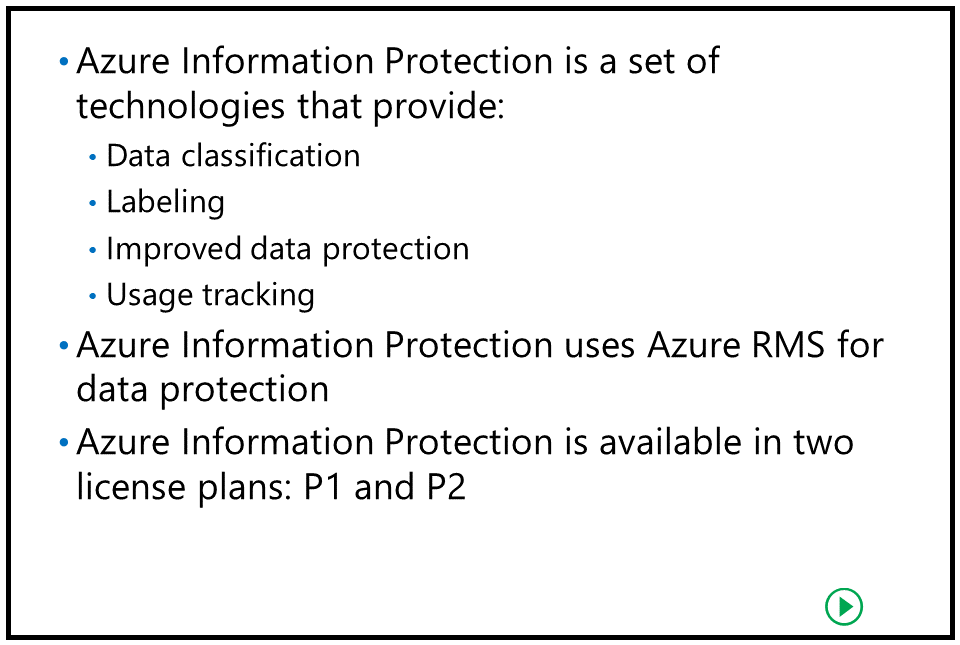 • Azure Information Protection is a set of
technologies that provide:
• Data classification
• Labeling
• Improved data protection
• Usage tracking
• Azure Information Protection uses Azure RMS for
data protection
• Azure Information Protection is available in two
license plans: P1 and P2